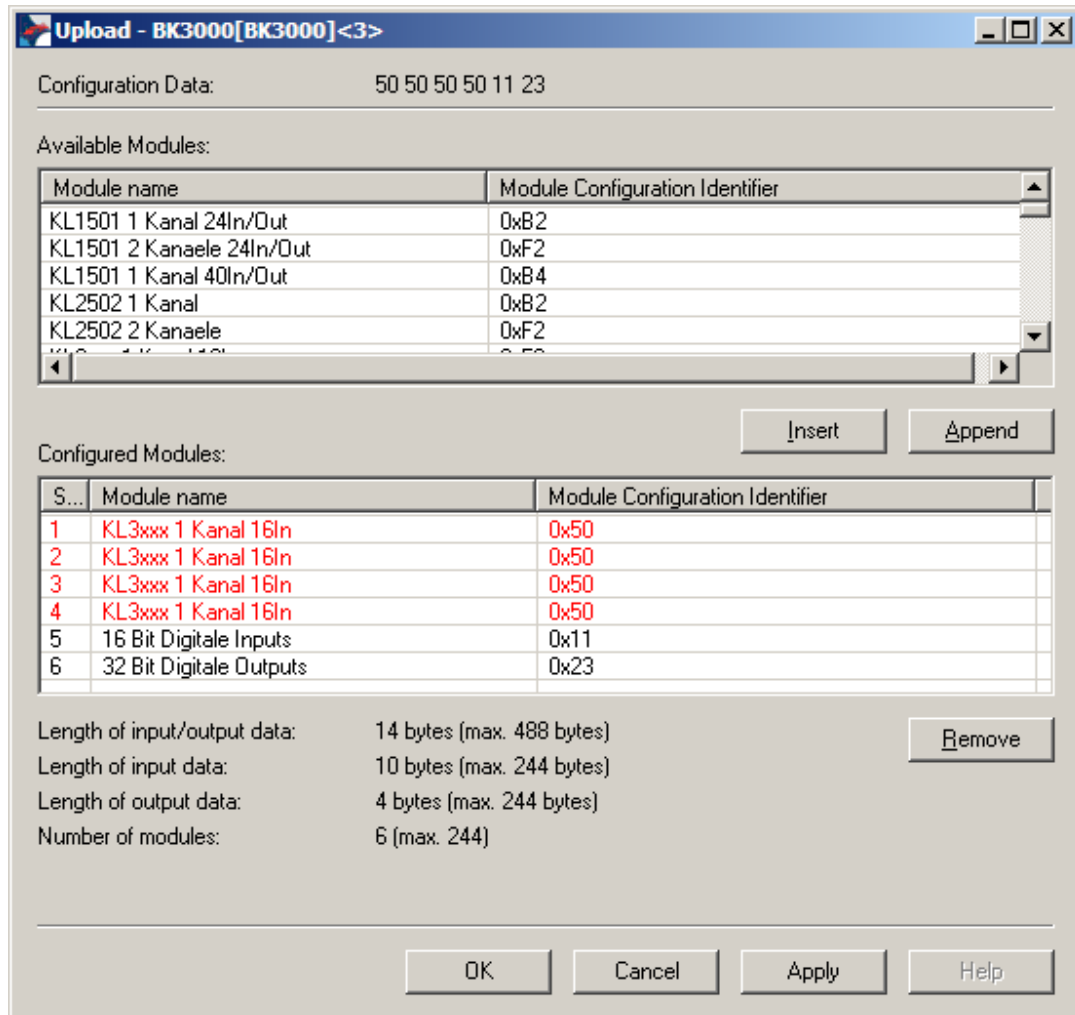 Upload - BK3000[BK3000]<3>
Configuration Data: 50 50 50 50 11 23
Available Modules:
Module name Module Configuration Identifier
KL1501 1 Kanal 24In/Out 0xB2
KL1501 2 Kanaele 24In/Out 0xF2
KL1501 1 Kanal 40In/Out 0xB4
KL2502 1 Kanal 0xB2
KL2502 2 Kanaele 0xF2
Insert Append
Configured Modules:
S... Module name Module Configuration Identifier
1 KL3xxx 1 Kanal 16In 0x50
2 KL3xxx 1 Kanal 16In 0x50
3 KL3xxx 1 Kanal 16In 0x50
4 KL3xxx 1 Kanal 16In 0x50
5 16 Bit Digitale Inputs 0x11
6 32 Bit Digitale Outputs 0x23
Length of input/output data: 14 bytes (max. 488 bytes)
Remove
Length of input data: 10 bytes (max. 244 bytes)
Length of output data: 4 bytes (max. 244 bytes)
Number of modules: 6 (max. 244)
OK Cancel Apply Help